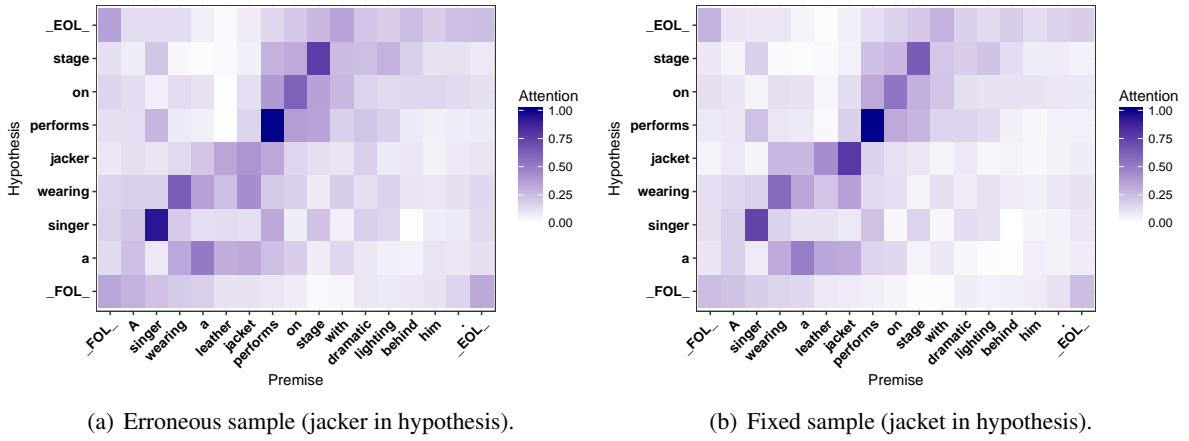 _EOL_
stage
on
performs
jacker
wearing
singer
a
_FOL_
Hypothesis
_FOL_
A
singer
wearing
a
leather
jacket
performs
on
stage
with
dramatic
lighting
behind
him
.
_EOL_
Premise
Attention
1.00
0.75
0.50
0.25
0.00
(a) Erroneous sample (jacker in hypothesis).
_EOL_
stage
on
performs
jacket
wearing
singer
a
_FOL_
Hypothesis
_FOL_
A
singer
wearing
a
leather
jacket
performs
on
stage
with
dramatic
lighting
behind
him
.
_EOL_
Premise
Attention
1.00
0.75
0.50
0.25
0.00
(b) Fixed sample (jacket in hypothesis).